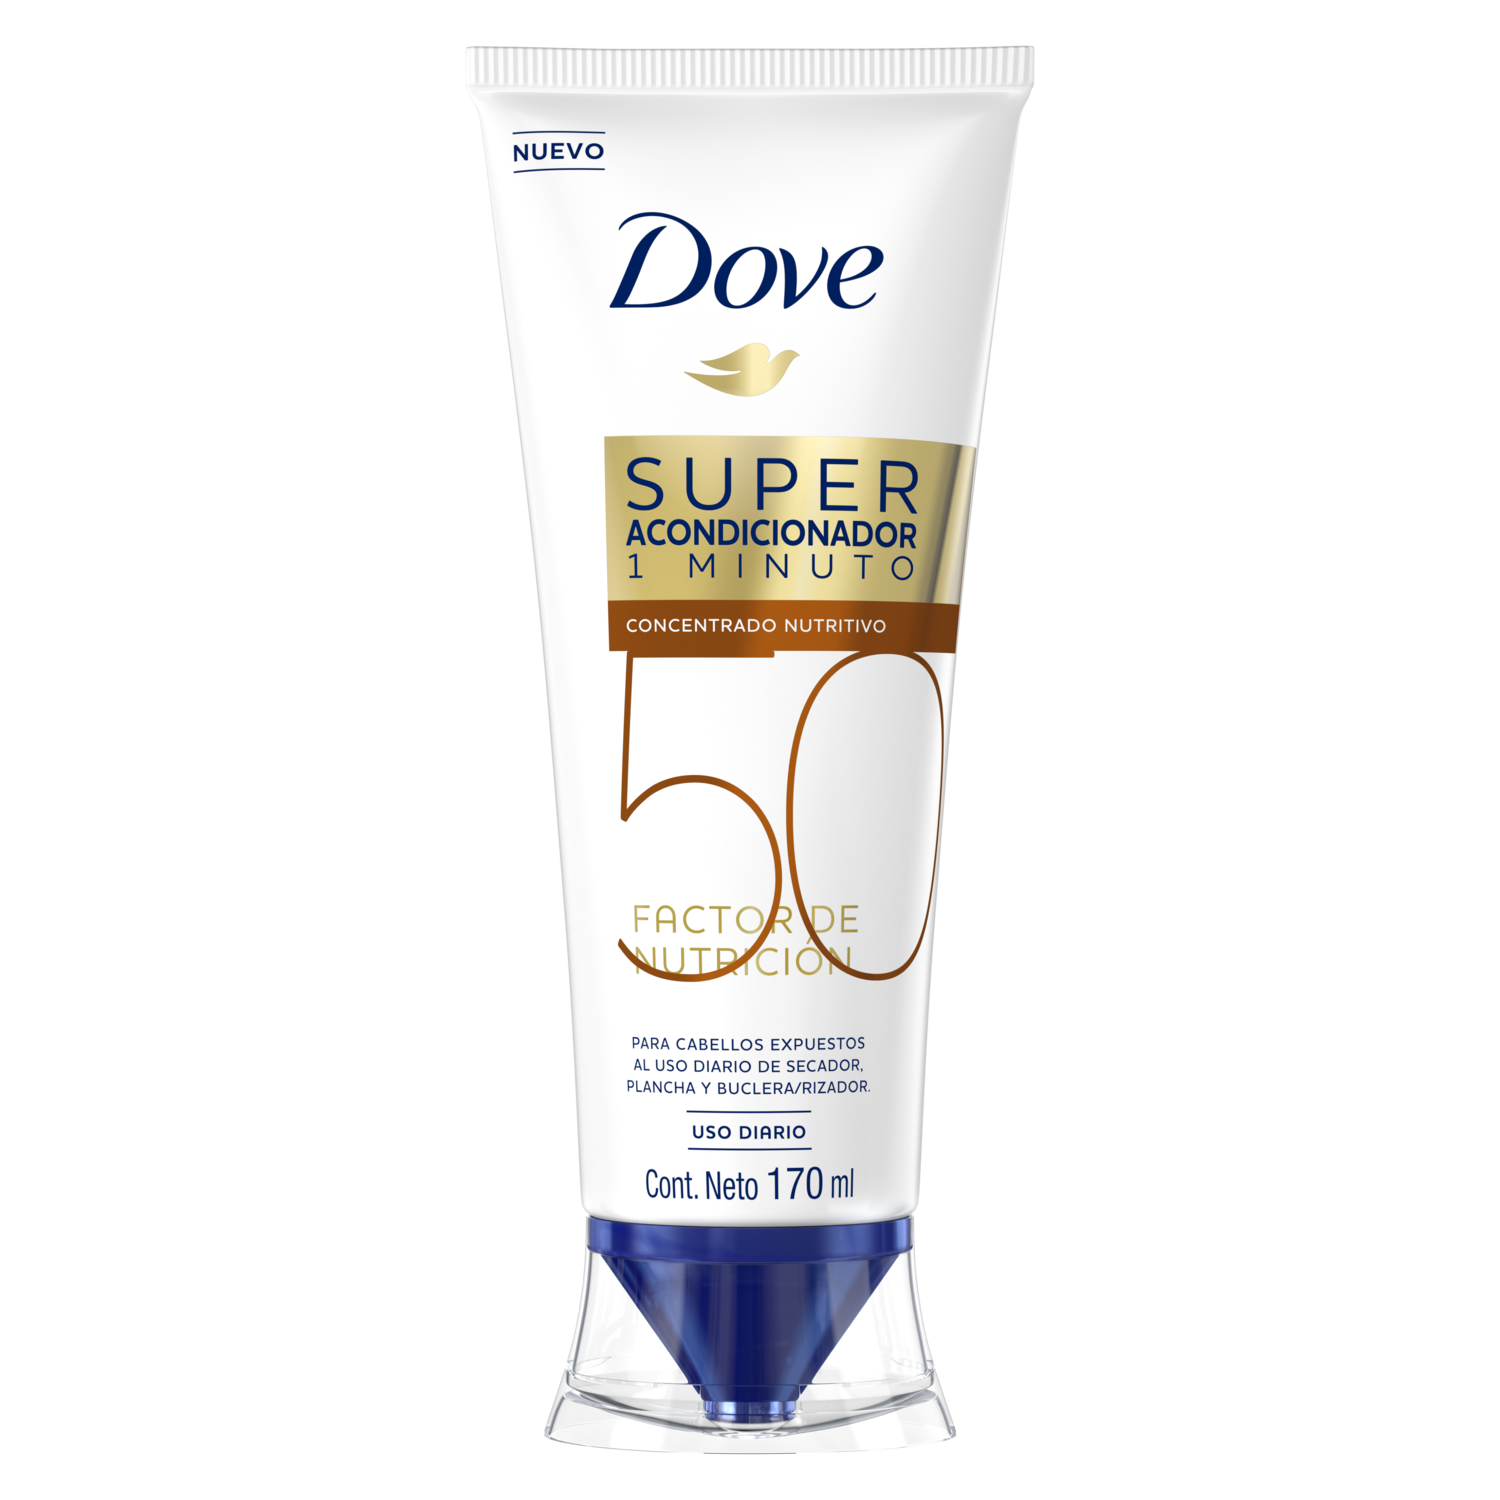 NUEVO
Dove
SUPER
ACONDICIONADOR
1 MINUTO
CONCENTRADO NUTRITIVO
50
FACTOR DE
NUTRICIÓN
PARA CABELLOS EXPUESTOS
AL USO DIARIO DE SECADOR,
PLANCHA Y BUCLERA/RIZADOR.
USO DIARIO
Cont. Neto 170 ml